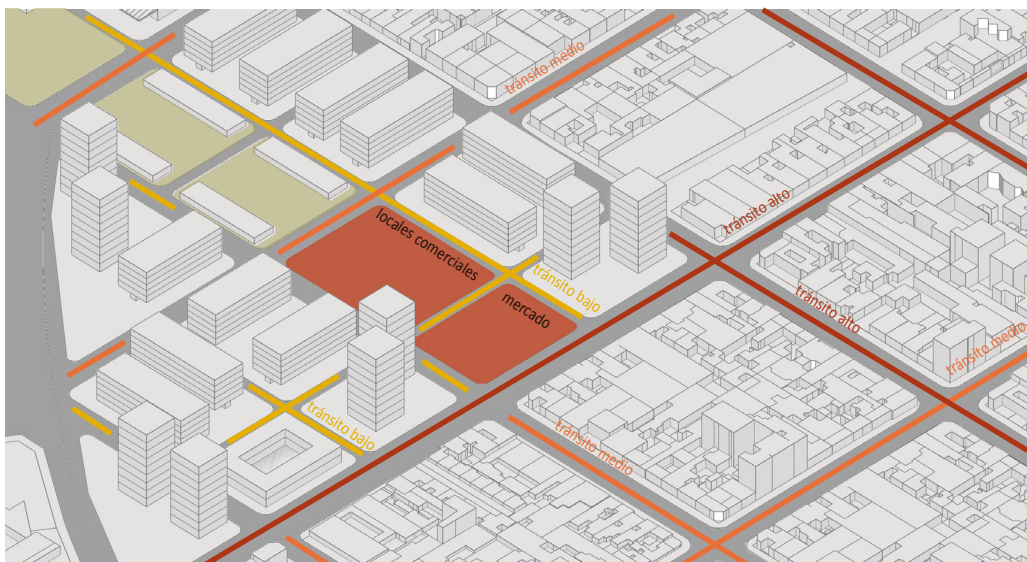 tránsito medio
tránsito alto
locales comerciales
tránsito bajo
mercado
tránsito alto
tránsito medio
tránsito bajo
tránsito medio